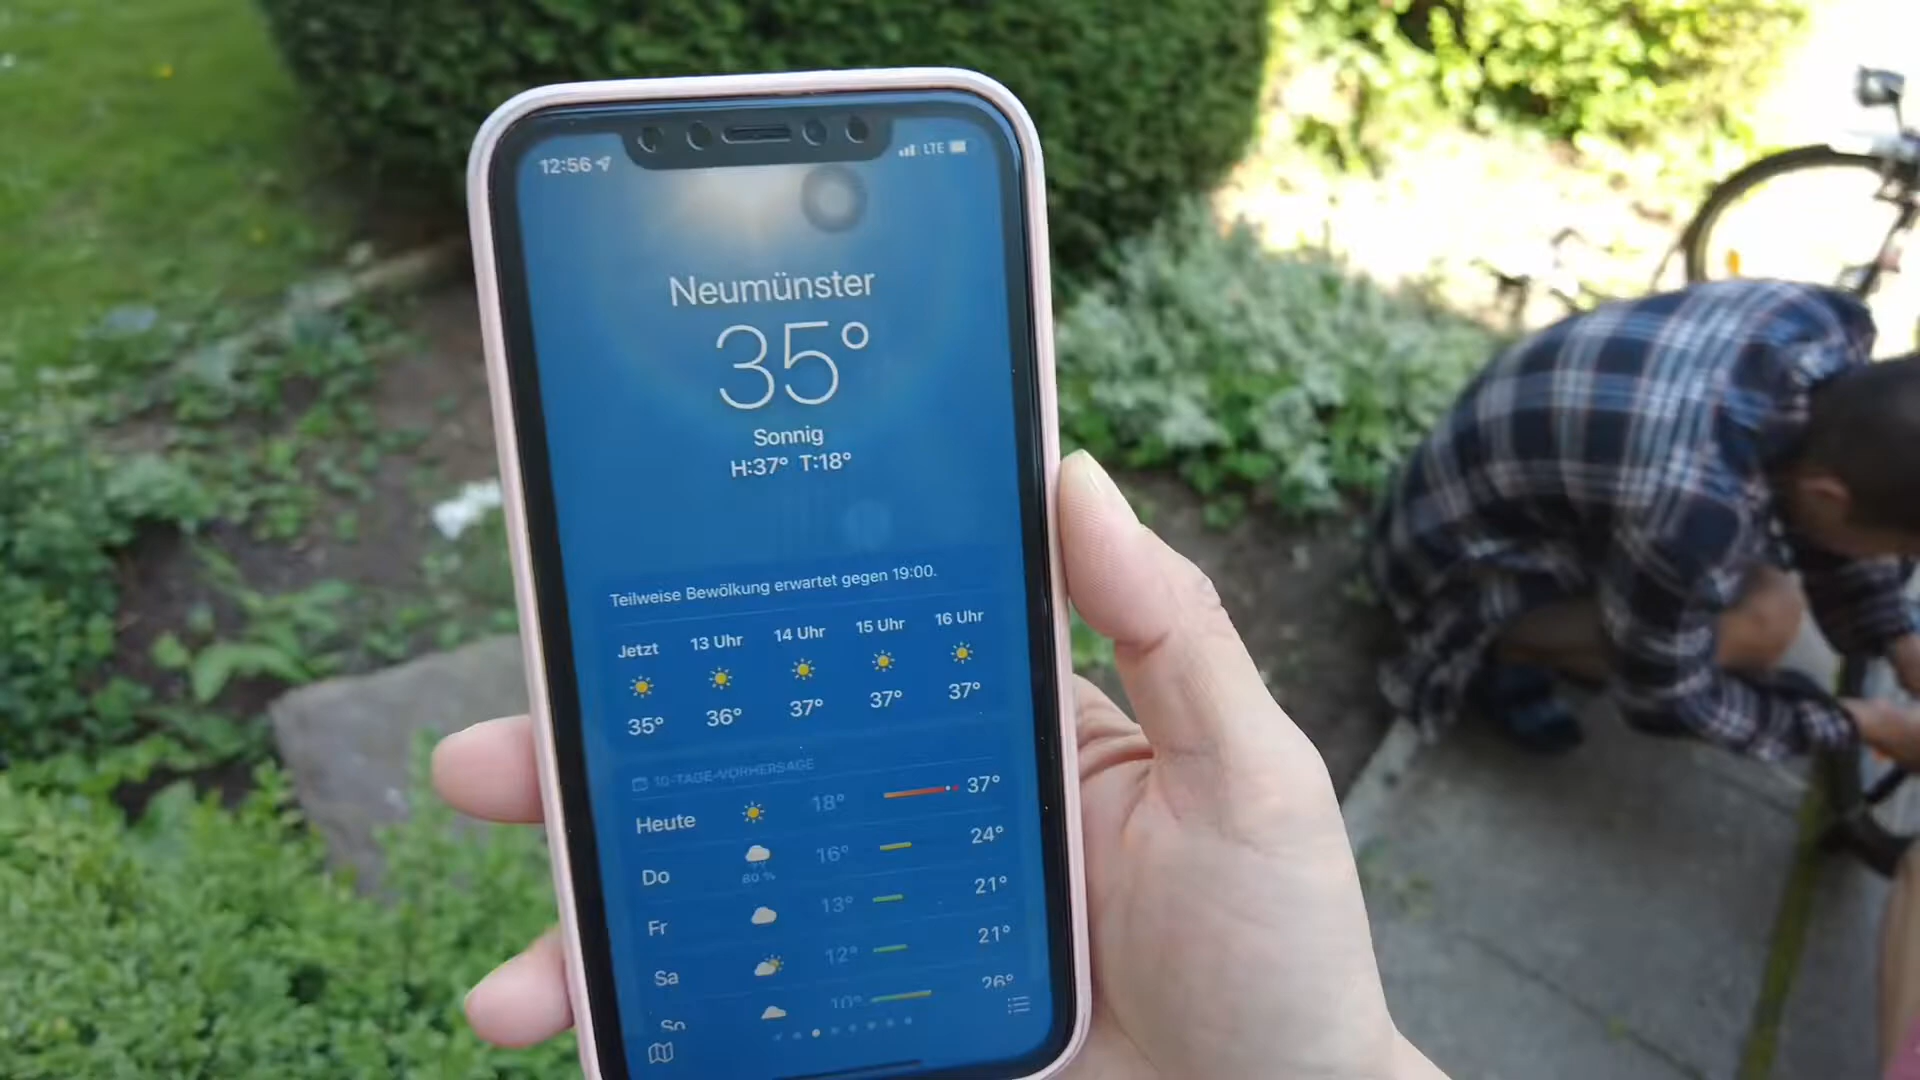 12:56 LTE
Neumünster
35°
Sonnig
H:37° T:18°
Teilweise Bewölkung erwartet gegen 19:00.
Jetzt 13 Uhr 14 Uhr 15 Uhr 16 Uhr
35° 36° 37° 37° 37°
10-TAGE-VORHERSAGE
Heute 18° 37°
Do 80 % 16° 24°
Fr 13° 21°
Sa 12° 21°
So 10° 26°